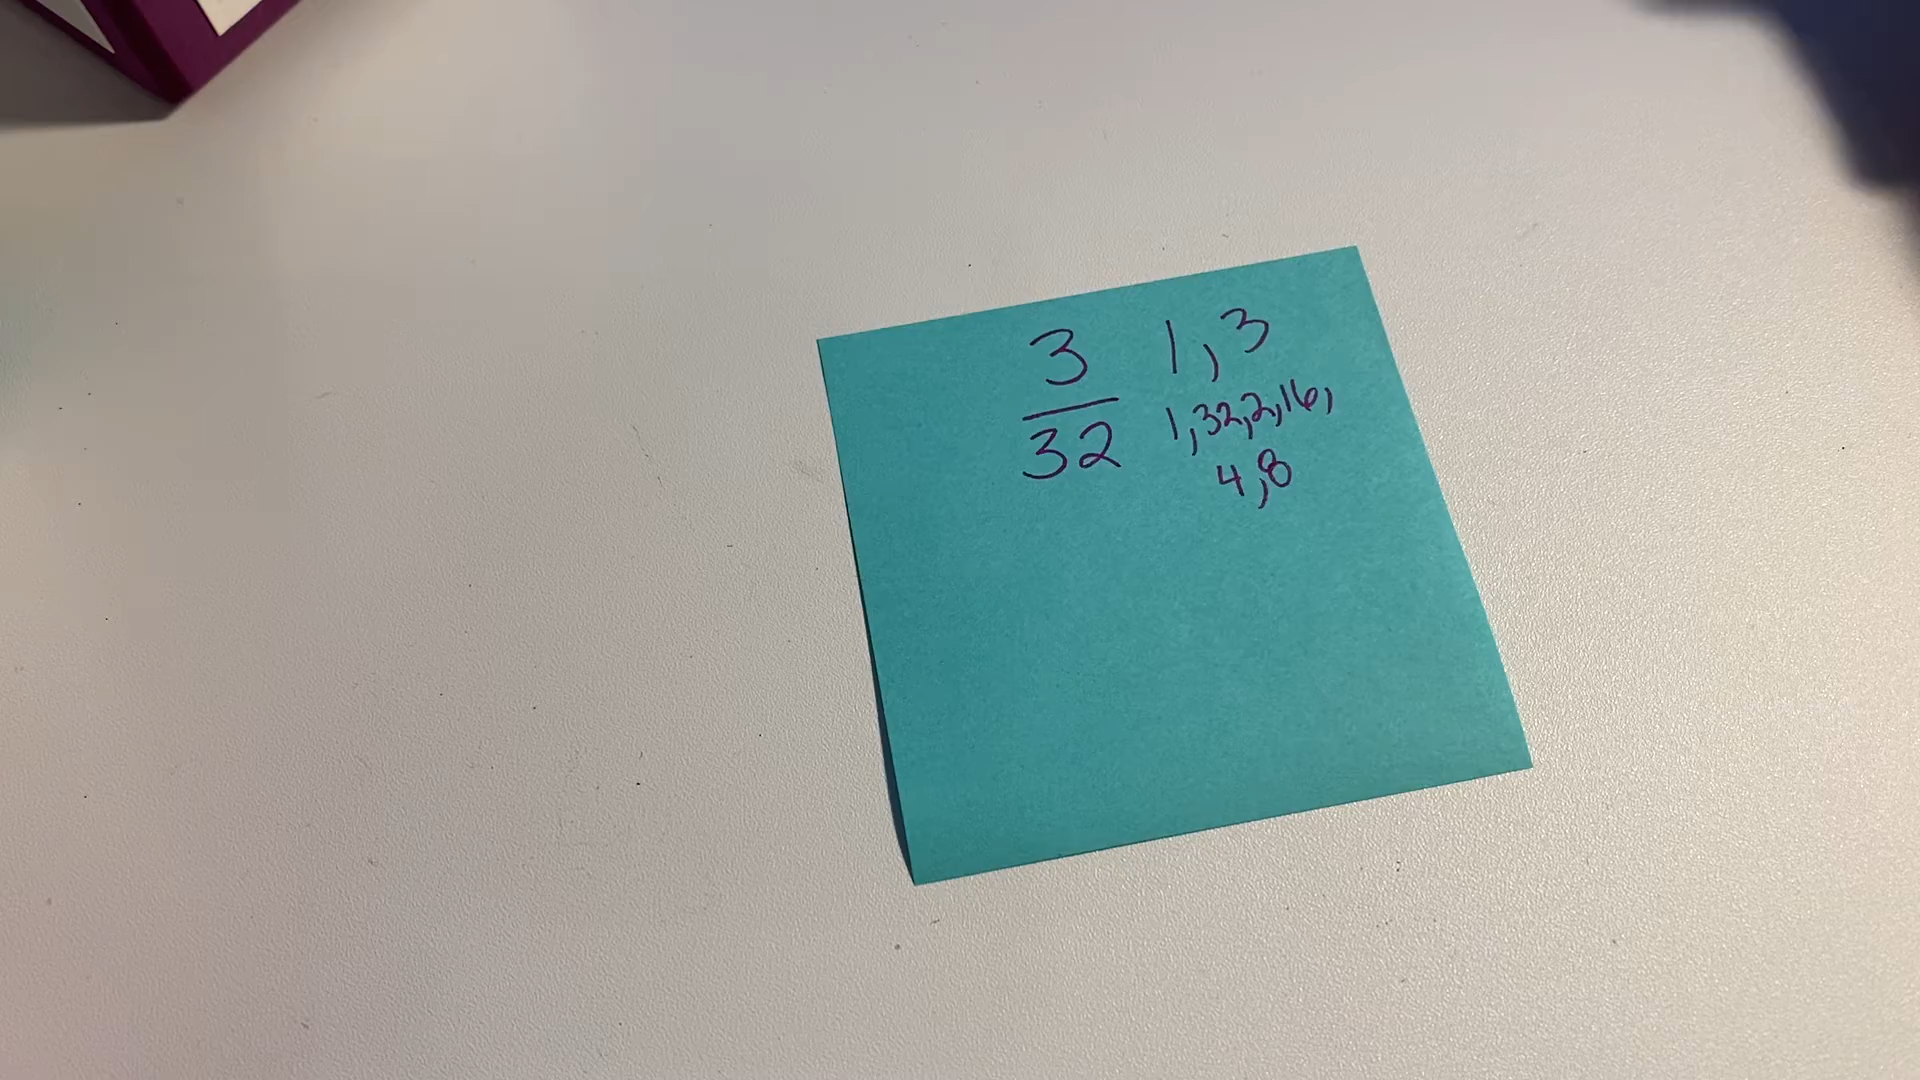 3 1, 3
32 1, 32, 2, 16,
4, 8